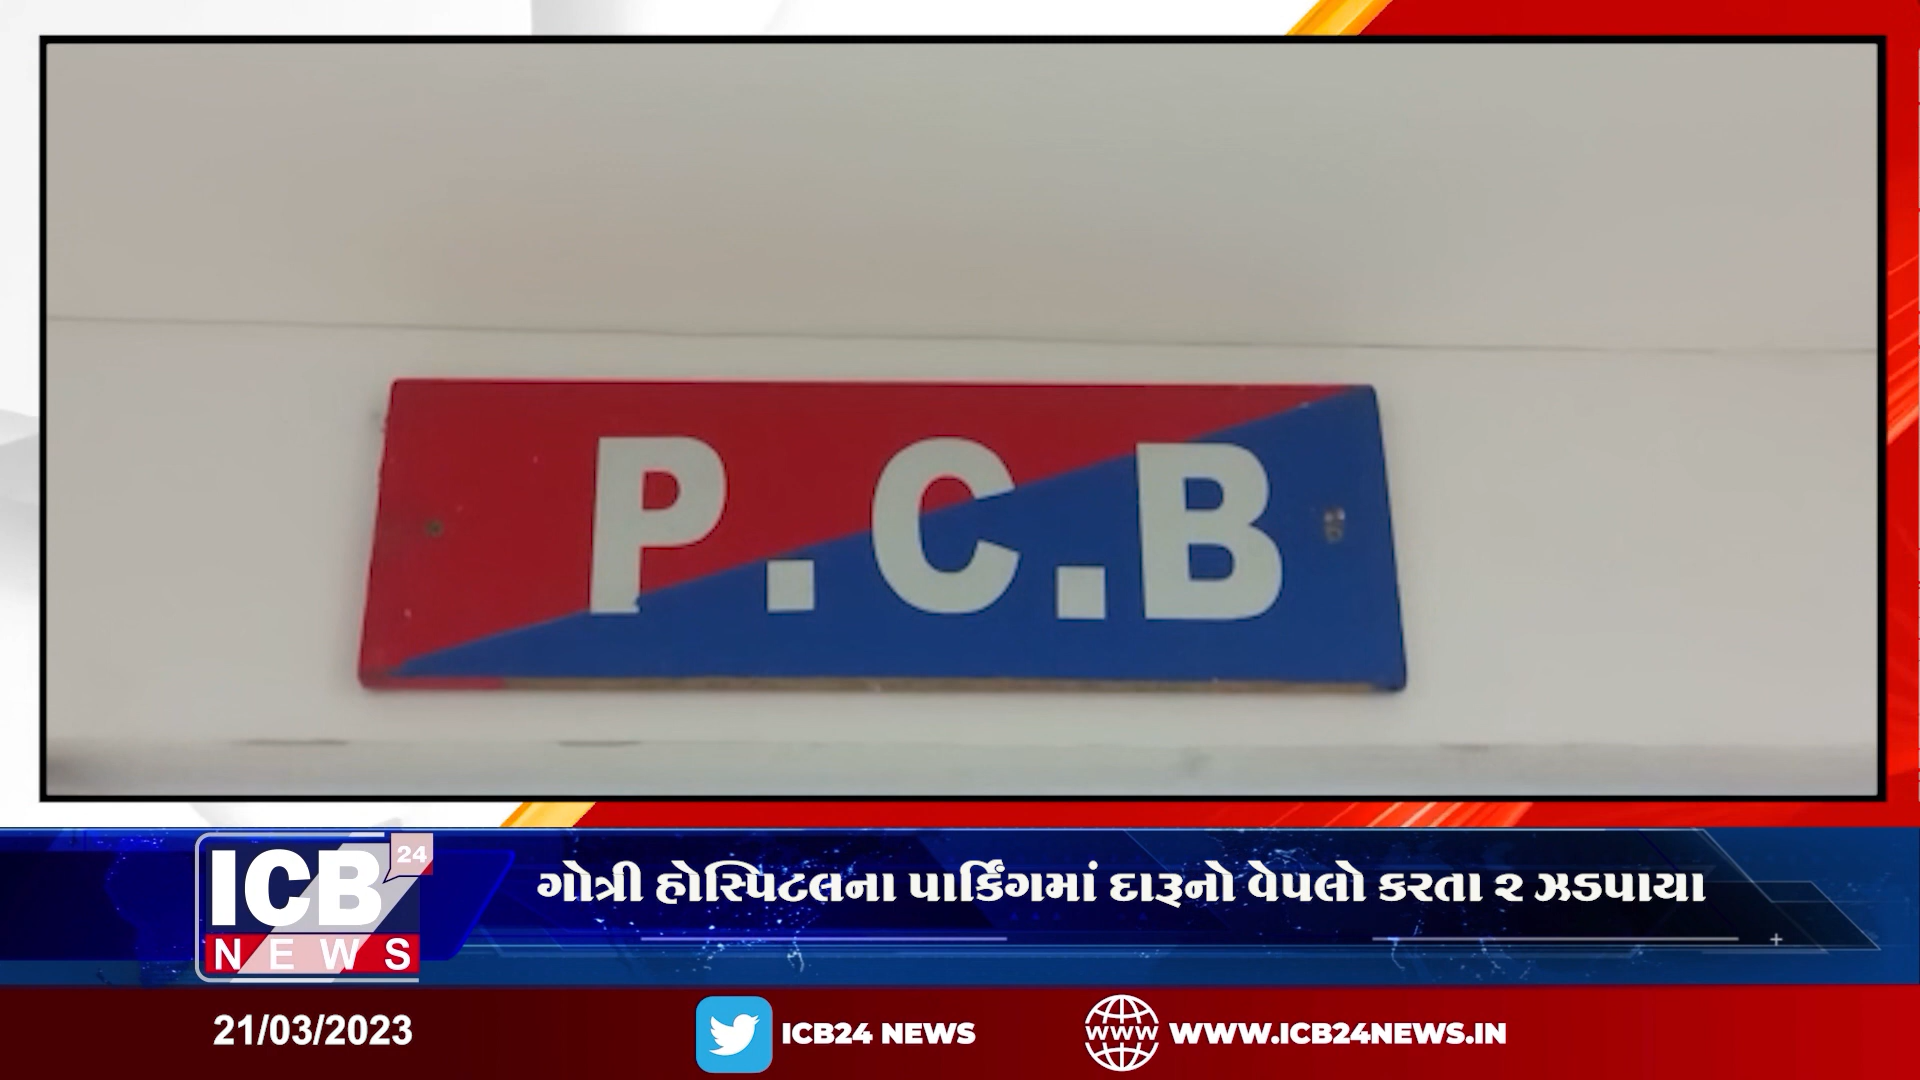 P.C.B
ICB 24
NEWS
ગોત્રી હોસ્પિટલના પાર્કિંગમાં દારૂનો વેપલો કરતા ૨ ઝડપાયા
21/03/2023
ICB24 NEWS
WWW
WWW.ICB24NEWS.IN